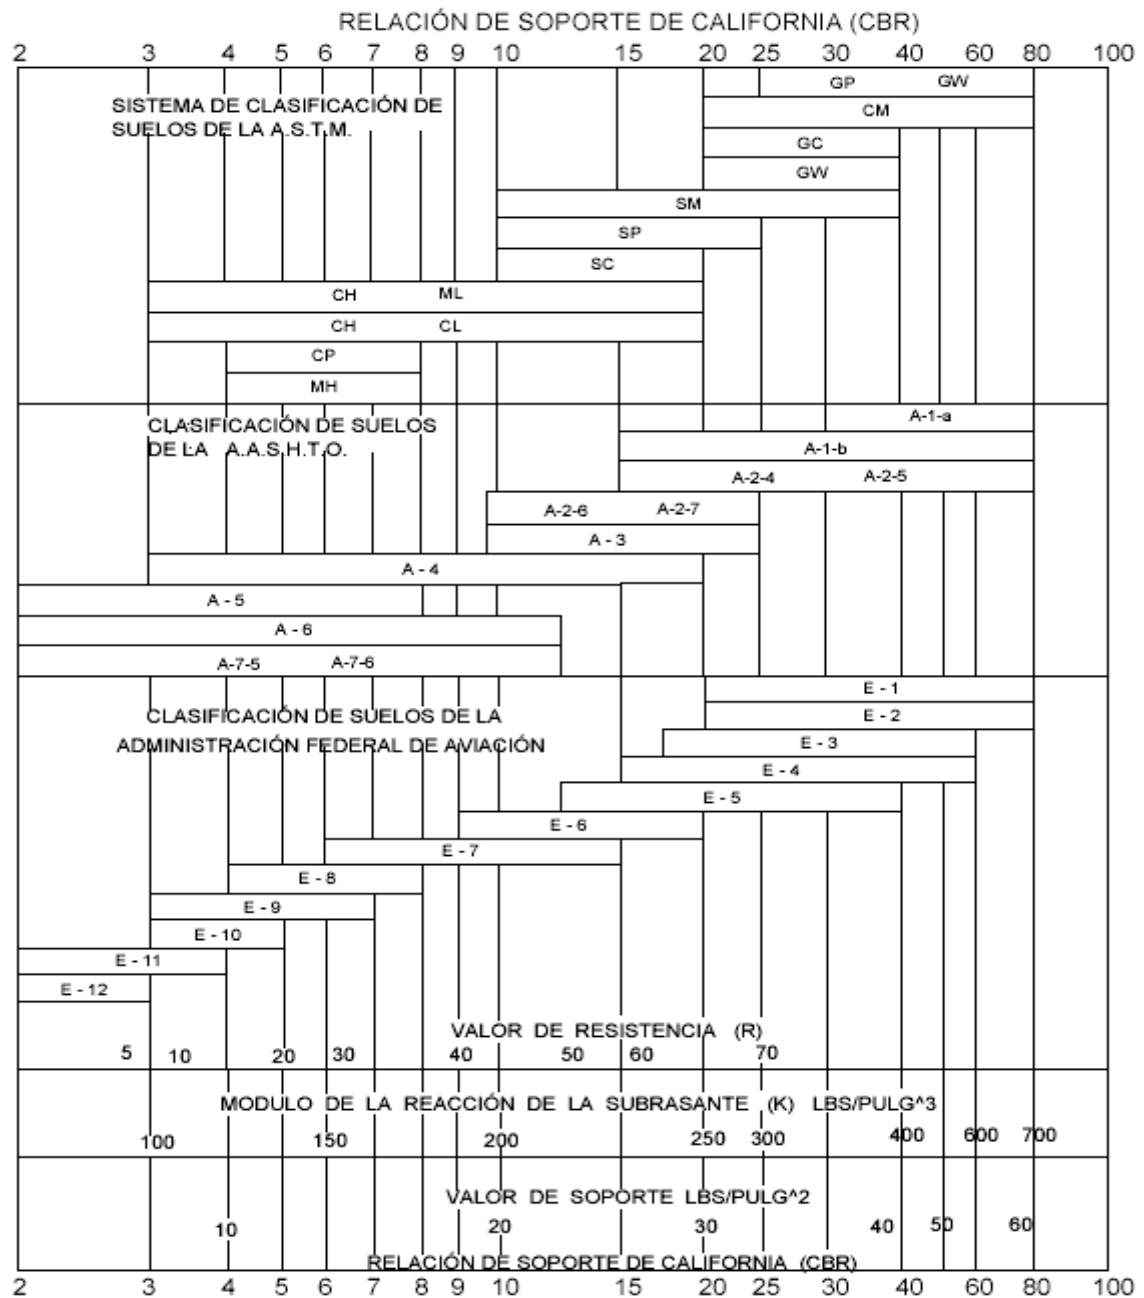 RELACIÓN DE SOPORTE DE CALIFORNIA (CBR)
2 3 4 5 6 7 8 9 10 15 20 25 30 40 60 80 100
GP GW
SISTEMA DE CLASIFICACIÓN DE
SUELOS DE LA A.S.T.M.
CM
GC
GW
SM
SP
SC
CH ML
CH CL
CP
MH
CLASIFICACIÓN DE SUELOS
DE LA A.A.S.H.T.O.
A-1-a
A-1-b
A-2-4 A-2-5
A-2-6 A-2-7
A - 3
A - 4
A - 5
A - 6
A-7-5 A-7-6
CLASIFICACIÓN DE SUELOS DE LA
ADMINISTRACIÓN FEDERAL DE AVIACIÓN
E - 1
E - 2
E - 3
E - 4
E - 5
E - 6
E - 7
E - 8
E - 9
E - 10
E - 11
E - 12
VALOR DE RESISTENCIA (R)
5 10 20 30 40 50 60 70
MODULO DE LA REACCIÓN DE LA SUBRASANTE (K) LBS/PULG^3
100 150 200 250 300 400 600 700
VALOR DE SOPORTE LBS/PULG^2
10 20 30 40 50 60
RELACIÓN DE SOPORTE DE CALIFORNIA (CBR)
2 3 4 5 6 7 8 9 10 15 20 25 30 40 60 80 100